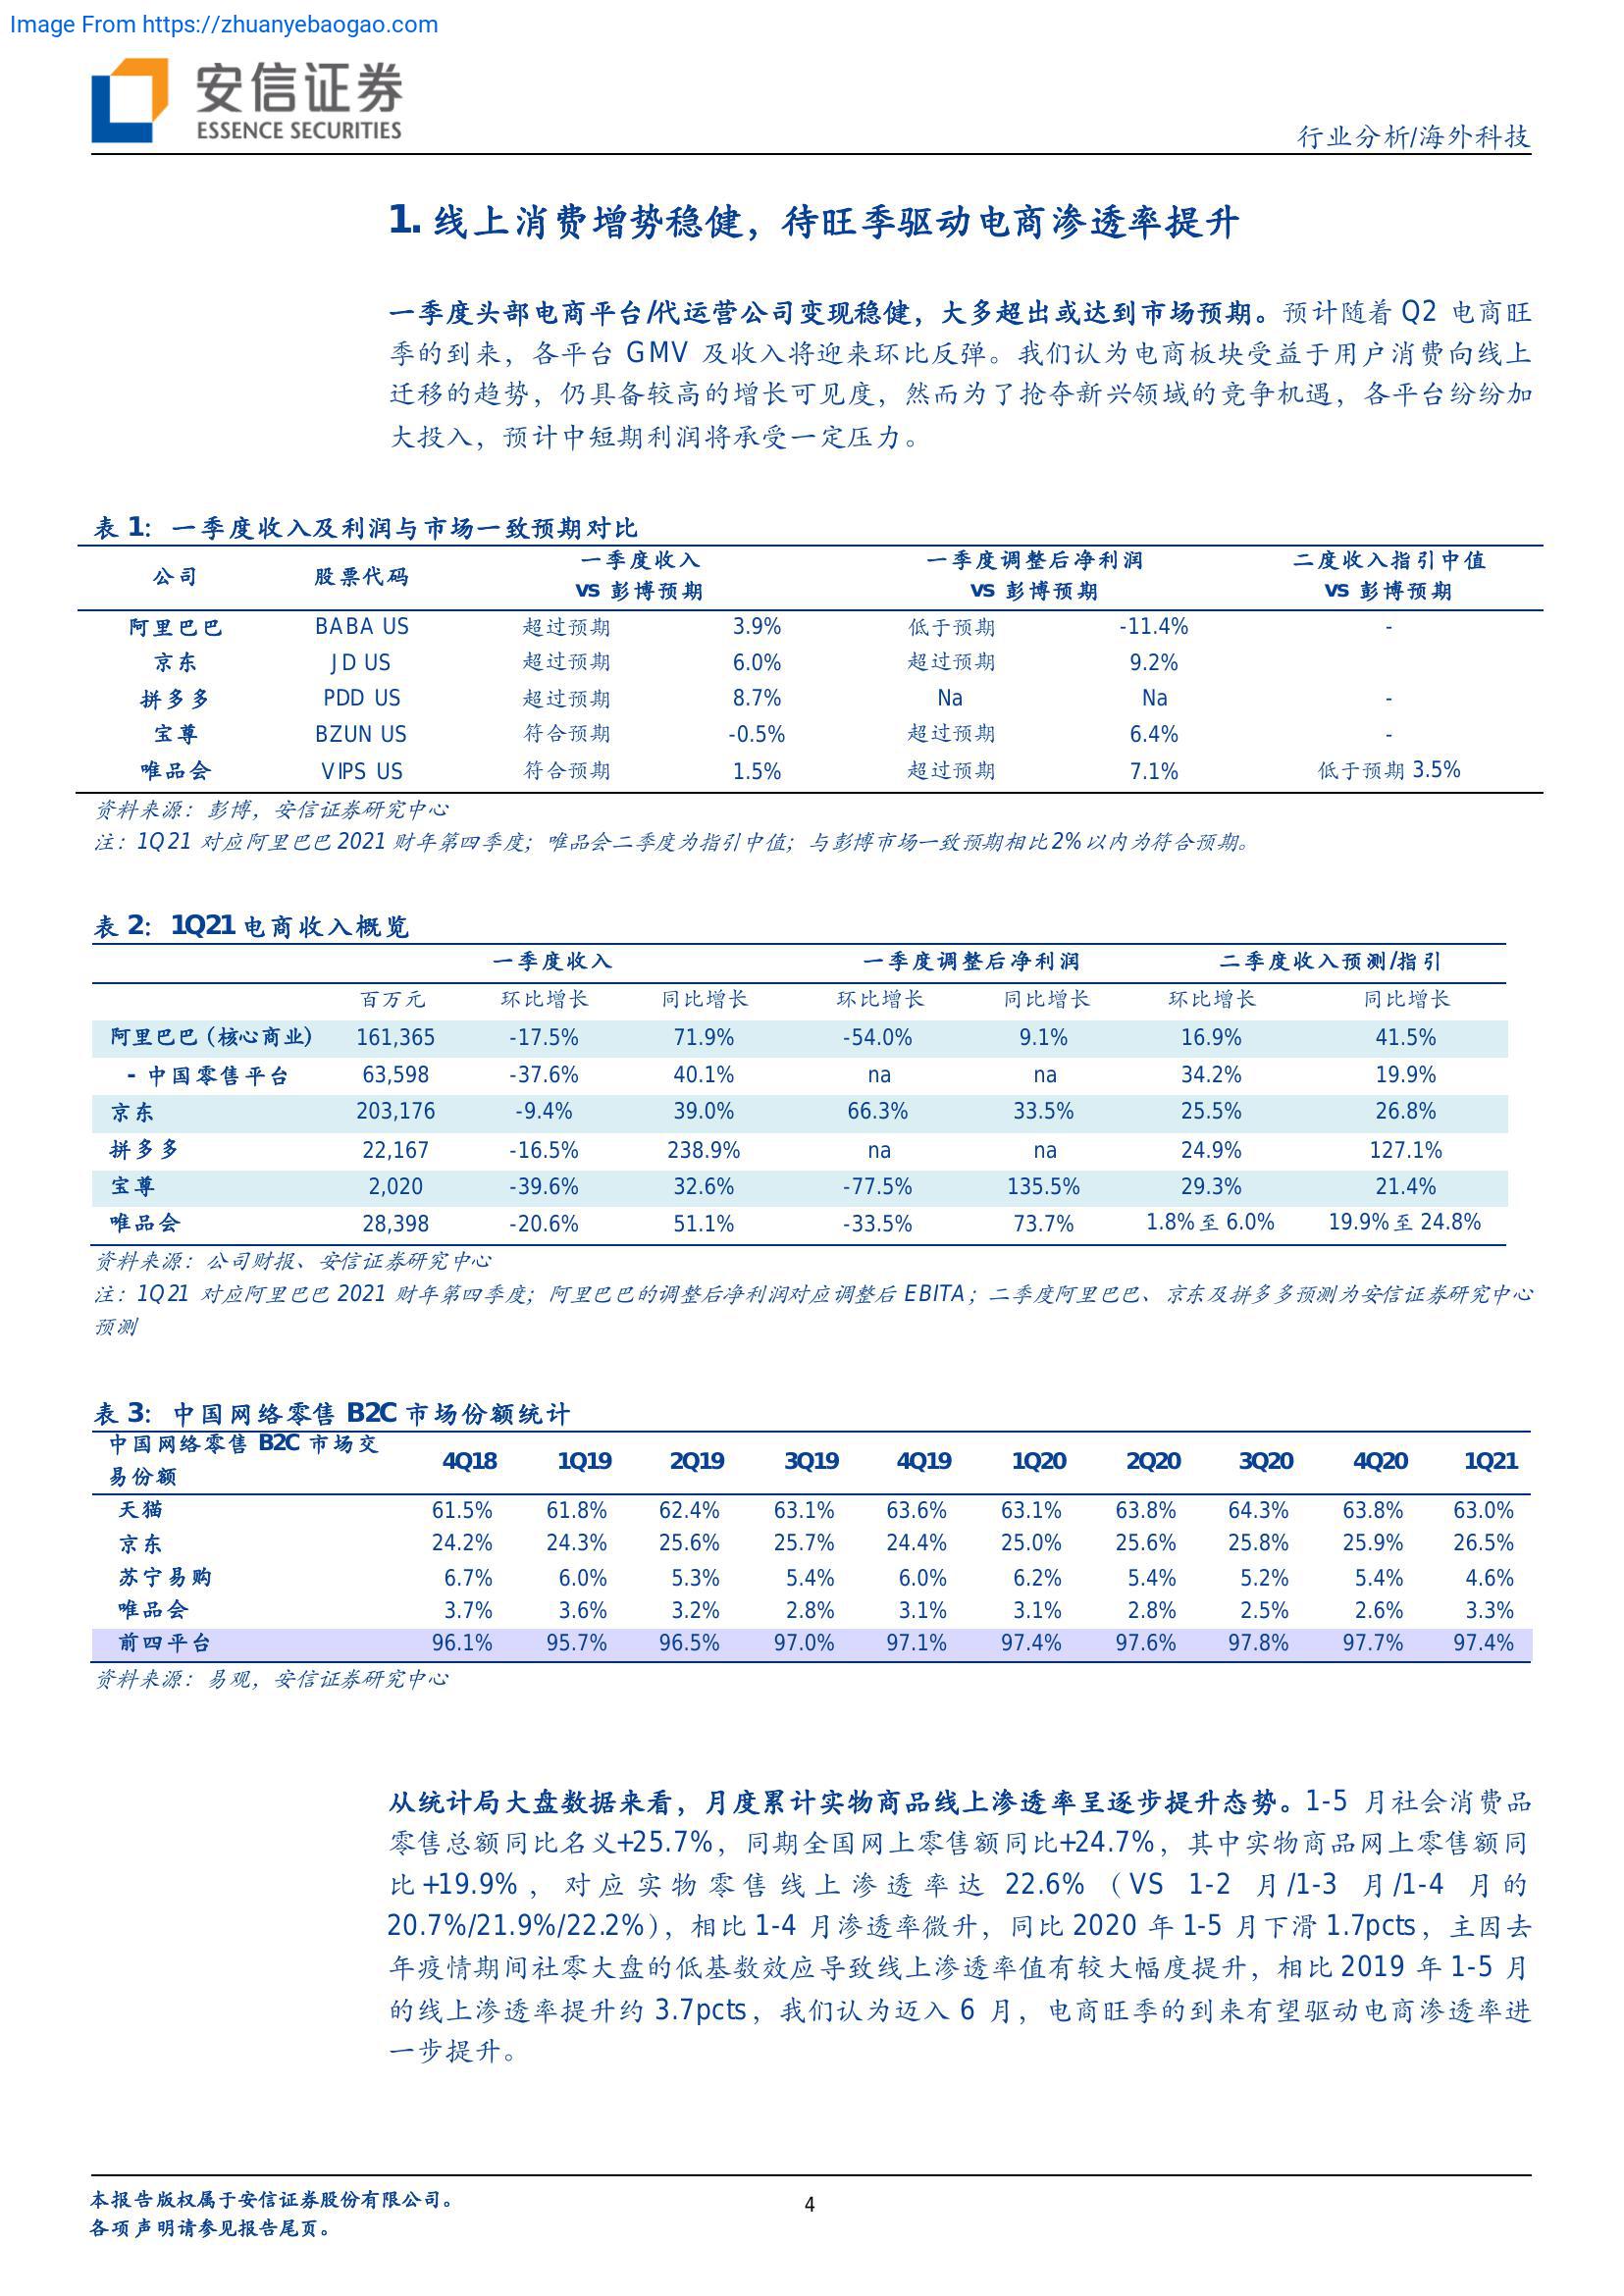 Image From https://zhuanyebaogao.com
安信证券
ESSENCE SECURITIES
行业分析/海外科技
1. 线上消费增势稳健，待旺季驱动电商渗透率提升
一季度头部电商平台/代运营公司变现稳健，大多超出或达到市场预期。预计随着 Q2 电商旺
季的到来，各平台 GMV 及收入将迎来环比反弹。我们认为电商板块受益于用户消费向线上
迁移的趋势，仍具备较高的增长可见度，然而为了抢夺新兴领域的竞争机遇，各平台纷纷加
大投入，预计中短期利润将承受一定压力。
表 1：一季度收入及利润与市场一致预期对比
公司 股票代码 一季度收入 一季度调整后净利润 二度收入指引中值
vs 彭博预期 vs 彭博预期 vs 彭博预期
阿里巴巴 BABA US 超过预期 3.9% 低于预期 -11.4% -
京东 JD US 超过预期 6.0% 超过预期 9.2%
拼多多 PDD US 超过预期 8.7% Na Na -
宝尊 BZUN US 符合预期 -0.5% 超过预期 6.4% -
唯品会 VIPS US 符合预期 1.5% 超过预期 7.1% 低于预期 3.5%
资料来源：彭博，安信证券研究中心
注：1Q21 对应阿里巴巴 2021 财年第四季度；唯品会二季度为指引中值；与彭博市场一致预期相比 2%以内为符合预期。
表 2：1Q21 电商收入概览
一季度收入 一季度调整后净利润 二季度收入预测/指引
百万元 环比增长 同比增长 环比增长 同比增长 环比增长 同比增长
阿里巴巴（核心商业） 161,365 -17.5% 71.9% -54.0% 9.1% 16.9% 41.5%
- 中国零售平台 63,598 -37.6% 40.1% na na 34.2% 19.9%
京东 203,176 -9.4% 39.0% 66.3% 33.5% 25.5% 26.8%
拼多多 22,167 -16.5% 238.9% na na 24.9% 127.1%
宝尊 2,020 -39.6% 32.6% -77.5% 135.5% 29.3% 21.4%
唯品会 28,398 -20.6% 51.1% -33.5% 73.7% 1.8%至 6.0% 19.9%至 24.8%
资料来源：公司财报、安信证券研究中心
注：1Q21 对应阿里巴巴 2021 财年第四季度；阿里巴巴的调整后净利润对应调整后 EBITA；二季度阿里巴巴、京东及拼多多预测为安信证券研究中心
预测
表 3：中国网络零售 B2C 市场份额统计
中国网络零售 B2C 市场交
易份额 4Q18 1Q19 2Q19 3Q19 4Q19 1Q20 2Q20 3Q20 4Q20 1Q21
天猫 61.5% 61.8% 62.4% 63.1% 63.6% 63.1% 63.8% 64.3% 63.8% 63.0%
京东 24.2% 24.3% 25.6% 25.7% 24.4% 25.0% 25.6% 25.8% 25.9% 26.5%
苏宁易购 6.7% 6.0% 5.3% 5.4% 6.0% 6.2% 5.4% 5.2% 5.4% 4.6%
唯品会 3.7% 3.6% 3.2% 2.8% 3.1% 3.1% 2.8% 2.5% 2.6% 3.3%
前四平台 96.1% 95.7% 96.5% 97.0% 97.1% 97.4% 97.6% 97.8% 97.7% 97.4%
资料来源：易观，安信证券研究中心
从统计局大盘数据来看，月度累计实物商品线上渗透率呈逐步提升态势。1-5 月社会消费品
零售总额同比名义+25.7%，同期全国网上零售额同比+24.7%，其中实物商品网上零售额同
比+19.9%，对应实物零售线上渗透率达 22.6%（VS 1-2 月/1-3 月/1-4 月的
20.7%/21.9%/22.2%），相比 1-4 月渗透率微升，同比 2020 年 1-5 月下滑 1.7pcts，主因去
年疫情期间社零大盘的低基数效应导致线上渗透率值有较大幅度提升，相比 2019 年 1-5 月
的线上渗透率提升约 3.7pcts，我们认为迈入 6 月，电商旺季的到来有望驱动电商渗透率进
一步提升。
本报告版权属于安信证券股份有限公司。
各项声明请参见报告尾页。
4